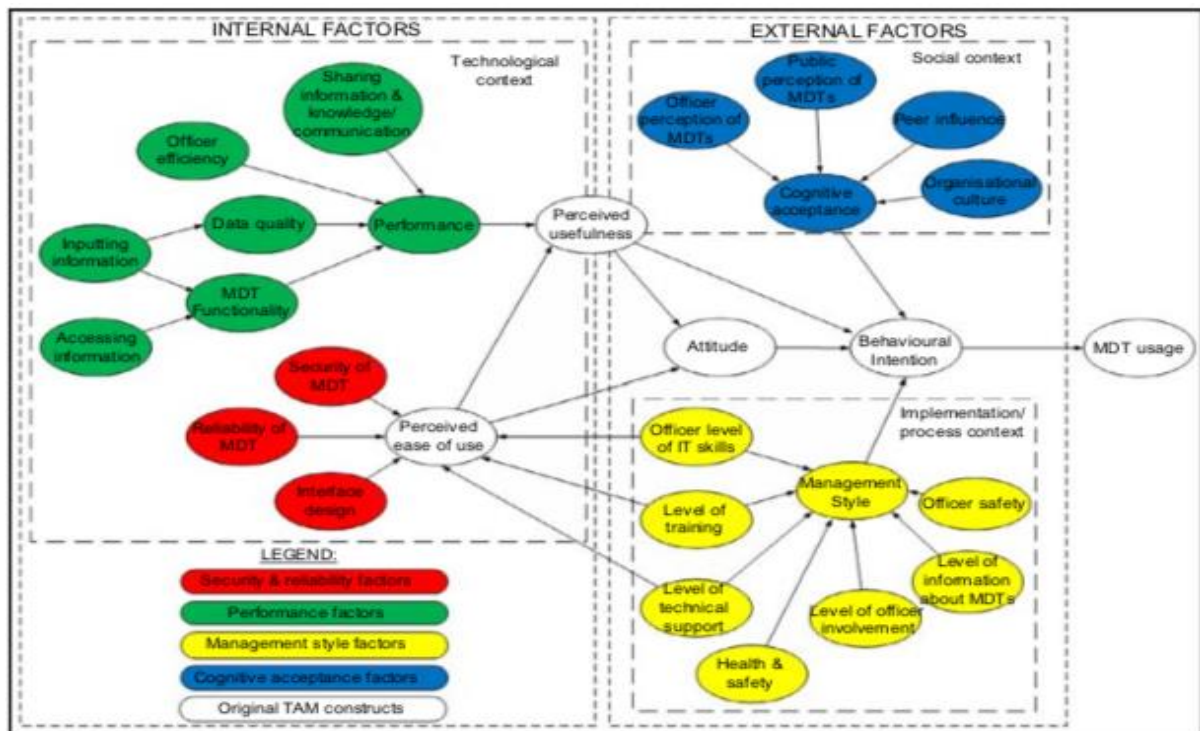 INTERNAL FACTORS
EXTERNAL FACTORS
Technological
context
Sharing
information &
knowledge/
communication
Officer
efficiency
Data quality
Performance
Inputting
information
MDT
Functionality
Accessing
information
Perceived
usefulness
Social context
Public
perception of
MDTs
Officer
perception of
MDTs
Peer influence
Cognitive
acceptance
Organisational
culture
Attitude
Behavioural
Intention
MDT usage
Security of
MDT
Reliability of
MDT
Perceived
ease of use
Interface
design
Implementation/
process context
Officer level
of IT skills
Management
Style
Officer safety
Level of
training
Level of
information
about MDTs
Level of
technical
support
Level of officer
involvement
Health &
safety
LEGEND:
Security & reliability factors
Performance factors
Management style factors
Cognitive acceptance factors
Original TAM constructs